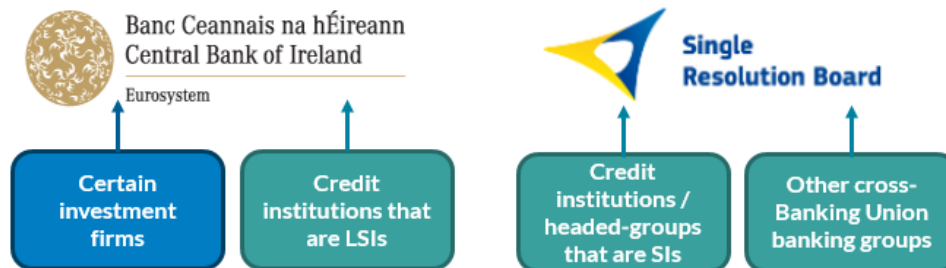 Banc Ceannais na hÉireann
Central Bank of Ireland
Eurosystem
Single
Resolution Board
Certain
investment
firms
Credit
institutions that
are LSIs
Credit
institutions /
headed-groups
that are SIs
Other cross-
Banking Union
banking groups